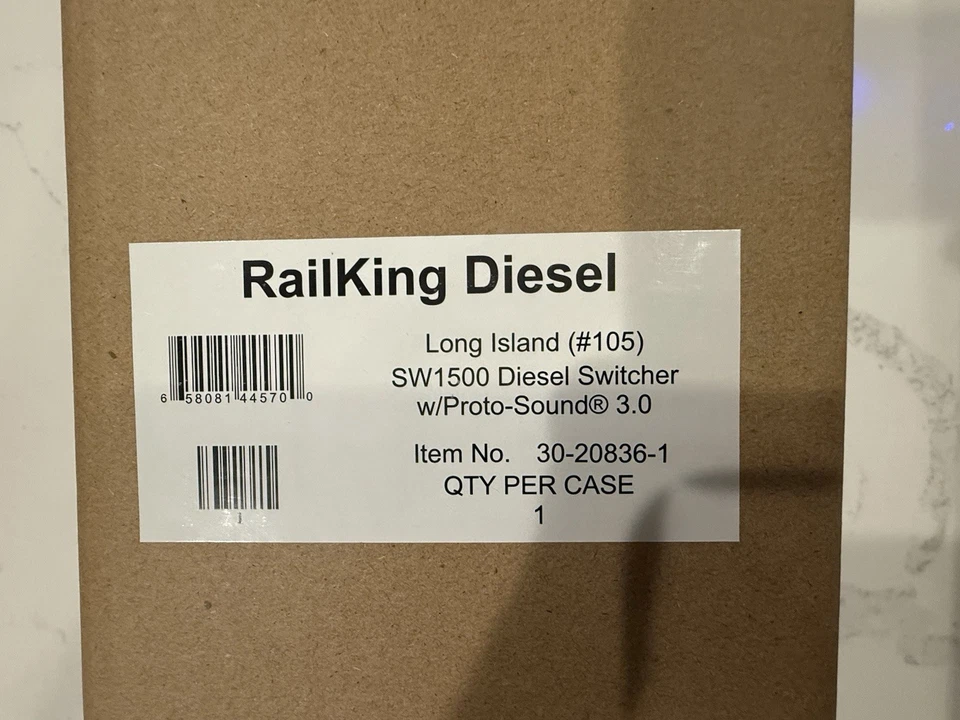 RailKing Diesel
Long Island (#105)
SW1500 Diesel Switcher
w/Proto-Sound® 3.0
6 58081 44570 0
Item No. 30-20836-1
QTY PER CASE
1